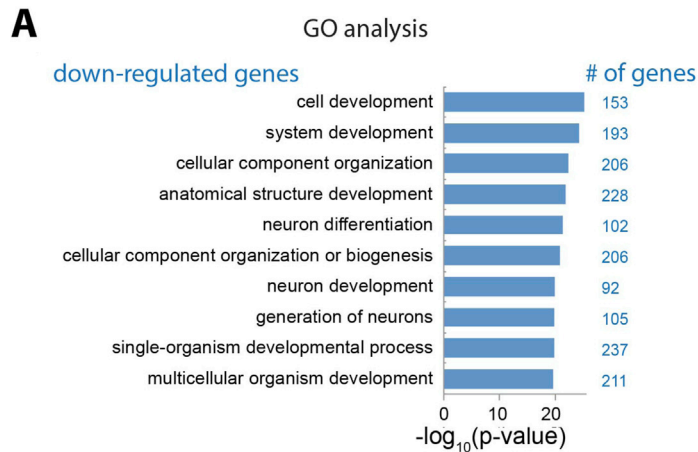 A
GO analysis
down-regulated genes # of genes
cell development 153
system development 193
cellular component organization 206
anatomical structure development 228
neuron differentiation 102
cellular component organization or biogenesis 206
neuron development 92
generation of neurons 105
single-organism developmental process 237
multicellular organism development 211
0 10 20
-log10(p-value)